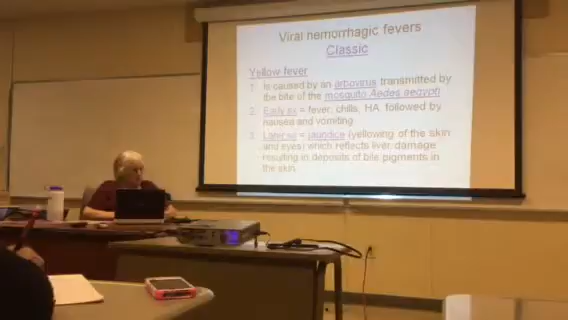 Viral hemorrhagic fevers
Classic
Yellow fever
1. Is caused by an arbovirus transmitted by
the bite of the mosquito Aedes aegypti
2. Early sx = fever, chills, HA followed by
nausea and vomiting
3. Later sx = jaundice (yellowing of the skin
and eyes) which reflects liver damage
resulting in deposits of bile pigments in
the skin